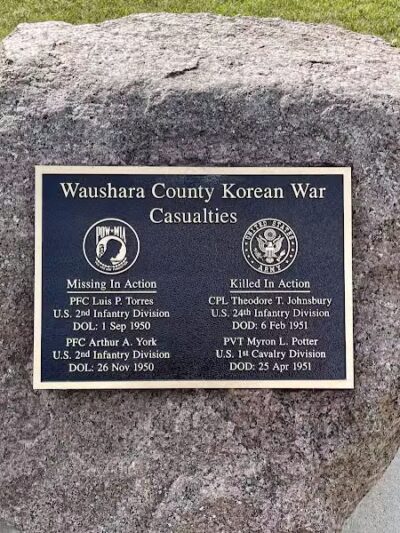 Waushara County Korean War
Casualties
POW★MIA
UNITED STATES
ARMY
Missing In Action
PFC Luis P. Torres
U.S. 2nd Infantry Division
DOL: 1 Sep 1950
PFC Arthur A. York
U.S. 2nd Infantry Division
DOL: 26 Nov 1950
Killed In Action
CPL Theodore T. Johnsbury
U.S. 24th Infantry Division
DOD: 6 Feb 1951
PVT Myron L. Potter
U.S. 1st Cavalry Division
DOD: 25 Apr 1951